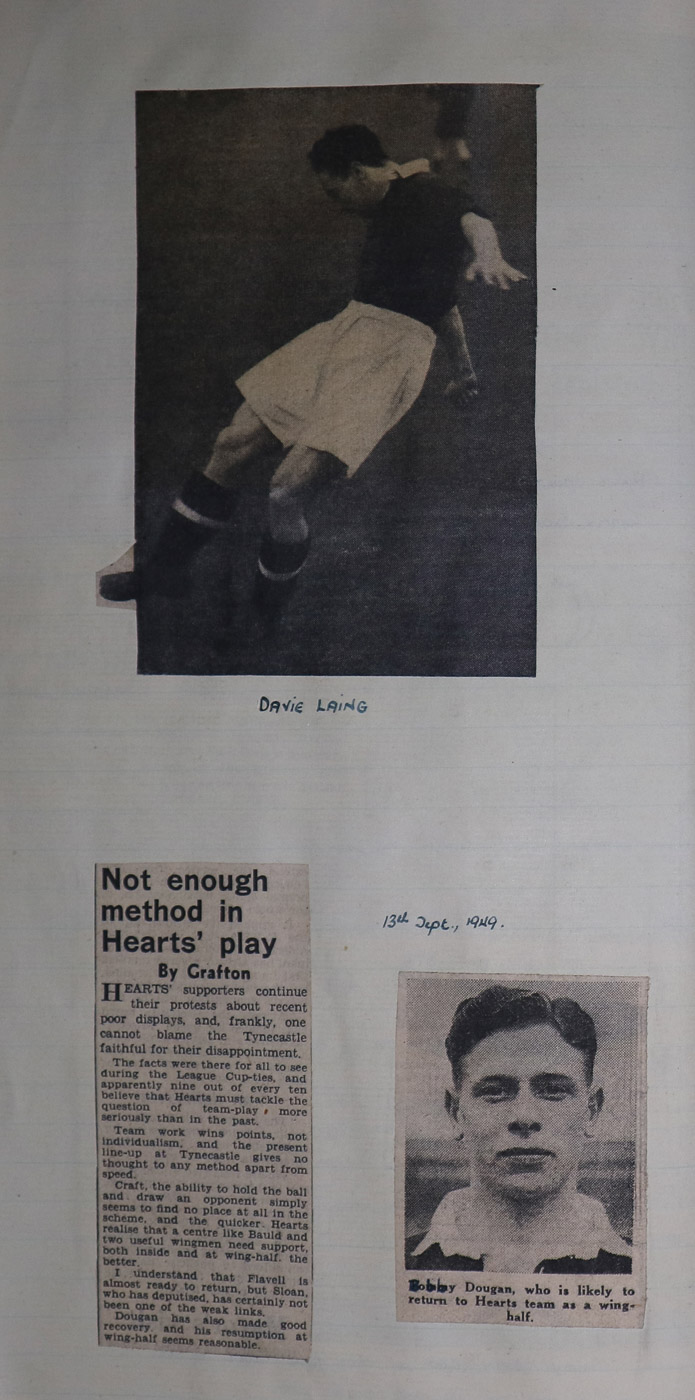 DAVIE LAING
Not enough
method in
Hearts' play
By Grafton
HEARTS' supporters continue
their protests about recent
poor displays, and, frankly, one
cannot blame the Tynecastle
faithful for their disappointment.
The facts were there for all to see
during the League Cup-ties, and
apparently nine out of every ten
believe that Hearts must tackle the
question of team-play more
seriously than in the past.
Team work wins points, not
individualism, and the present
line-up at Tynecastle gives no
thought to any method apart from
speed.
Craft, the ability to hold the ball
and draw an opponent simply
seems to find no place at all in the
scheme, and the quicker Hearts
realise that a centre like Bauld and
two useful wingmen need support,
both inside and at wing-half, the
better.
I understand that Flavell is
almost ready to return, but Sloan,
who has deputised, has certainly not
been one of the weak links.
Dougan has also made good
recovery and his resumption at
wing-half seems reasonable.
13th Sept., 1949.
Bobby Dougan, who is likely to
return to Hearts team as a wing-
half.